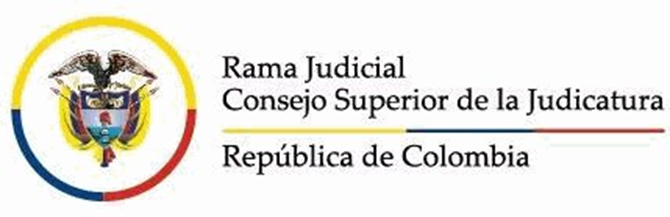 Rama Judicial
Consejo Superior de la Judicatura
República de Colombia